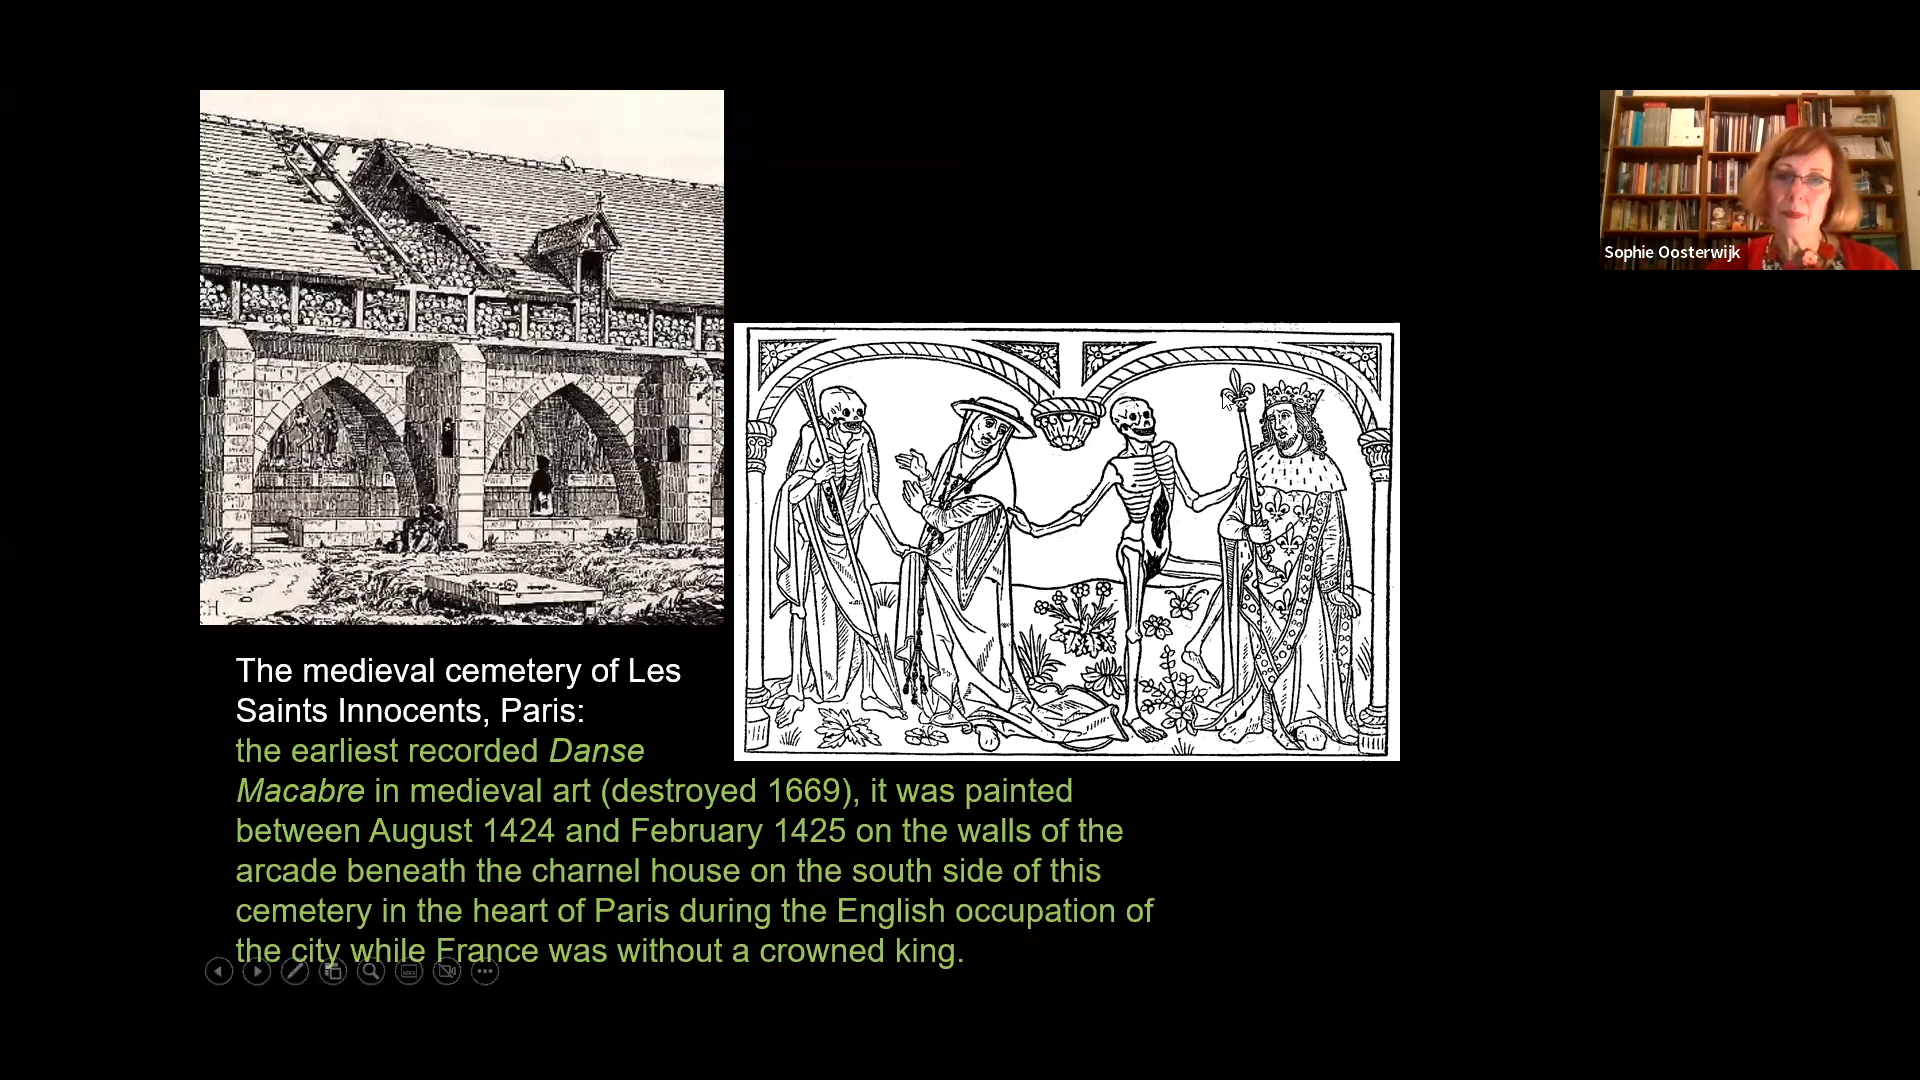 Sophie Oosterwijk
The medieval cemetery of Les
Saints Innocents, Paris:
the earliest recorded Danse
Macabre in medieval art (destroyed 1669), it was painted
between August 1424 and February 1425 on the walls of the
arcade beneath the charnel house on the south side of this
cemetery in the heart of Paris during the English occupation of
the city while France was without a crowned king.